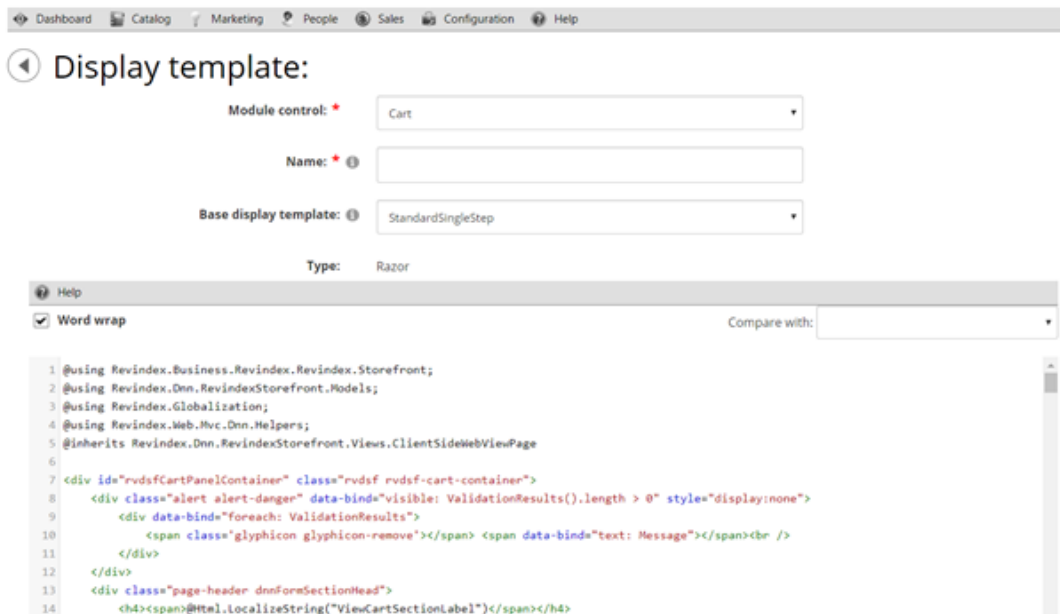 Dashboard Catalog Marketing People Sales Configuration Help
Display template:
Module control: *
Cart
Name: *
Base display template:
StandardSingleStep
Type: Razor
Help
Word wrap
Compare with:
1 @using Revindex.Business.Revindex.Revindex.Storefront;
2 @using Revindex.Dnn.RevindexStorefront.Models;
3 @using Revindex.Globalization;
4 @using Revindex.Web.Mvc.Dnn.Helpers;
5 @inherits Revindex.Dnn.RevindexStorefront.Views.ClientSideWebViewPage
6
7 <div id="rvdsfCartPanelContainer" class="rvdsf rvdsf-cart-container">
8 <div class="alert alert-danger" data-bind="visible: ValidationResults().length > 0" style="display:none">
9 <div data-bind="foreach: ValidationResults">
10 <span class='glyphicon glyphicon-remove'></span> <span data-bind="text: Message"></span><br />
11 </div>
12 </div>
13 <div class="page-header dnnFormSectionHead">
14 <h4><span>@Html.LocalizeString("ViewCartSectionLabel")</span></h4>